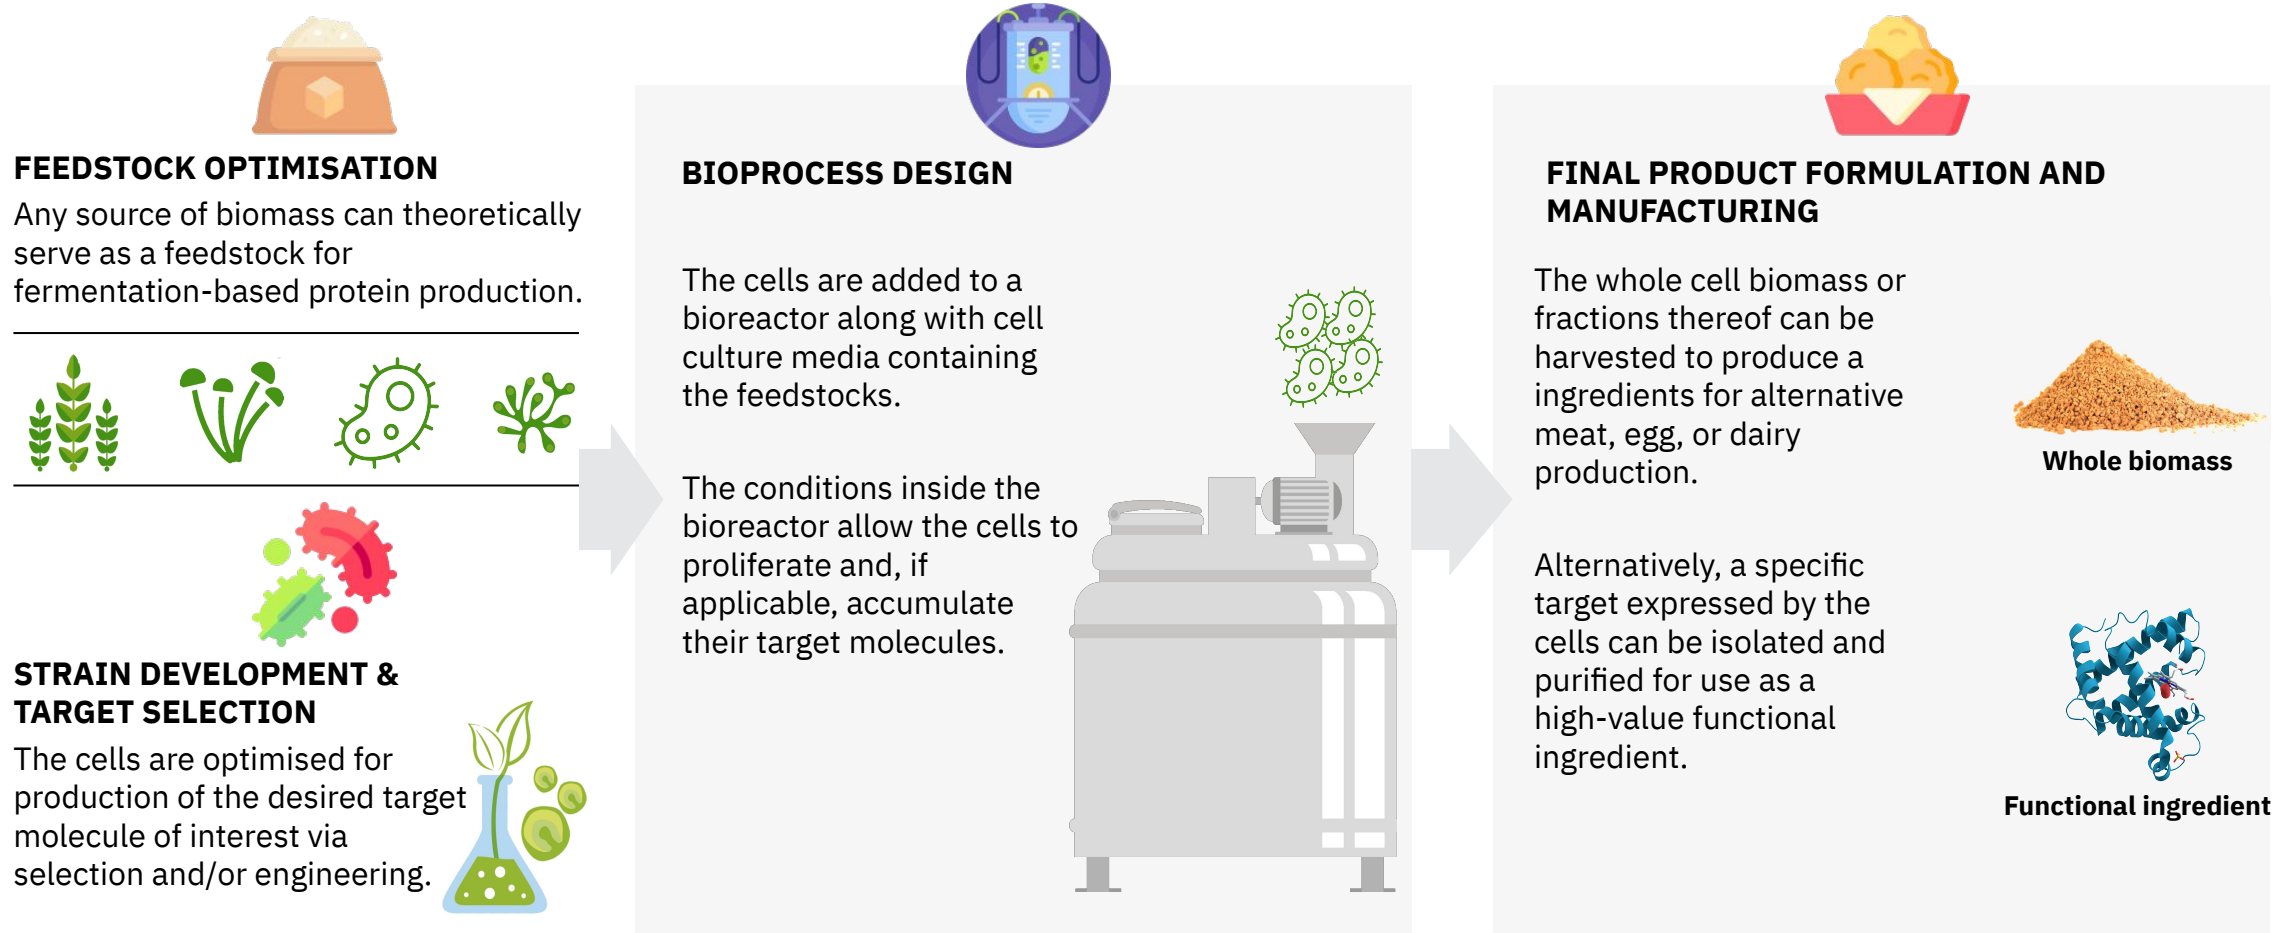 FEEDSTOCK OPTIMISATION
Any source of biomass can theoretically
serve as a feedstock for
fermentation-based protein production.
STRAIN DEVELOPMENT &
TARGET SELECTION
The cells are optimised for
production of the desired target
molecule of interest via
selection and/or engineering.
BIOPROCESS DESIGN
The cells are added to a
bioreactor along with cell
culture media containing
the feedstocks.
The conditions inside the
bioreactor allow the cells to
proliferate and, if
applicable, accumulate
their target molecules.
FINAL PRODUCT FORMULATION AND
MANUFACTURING
The whole cell biomass or
fractions thereof can be
harvested to produce a
ingredients for alternative
meat, egg, or dairy
production.
Whole biomass
Alternatively, a specific
target expressed by the
cells can be isolated and
purified for use as a
high-value functional
ingredient.
Functional ingredient